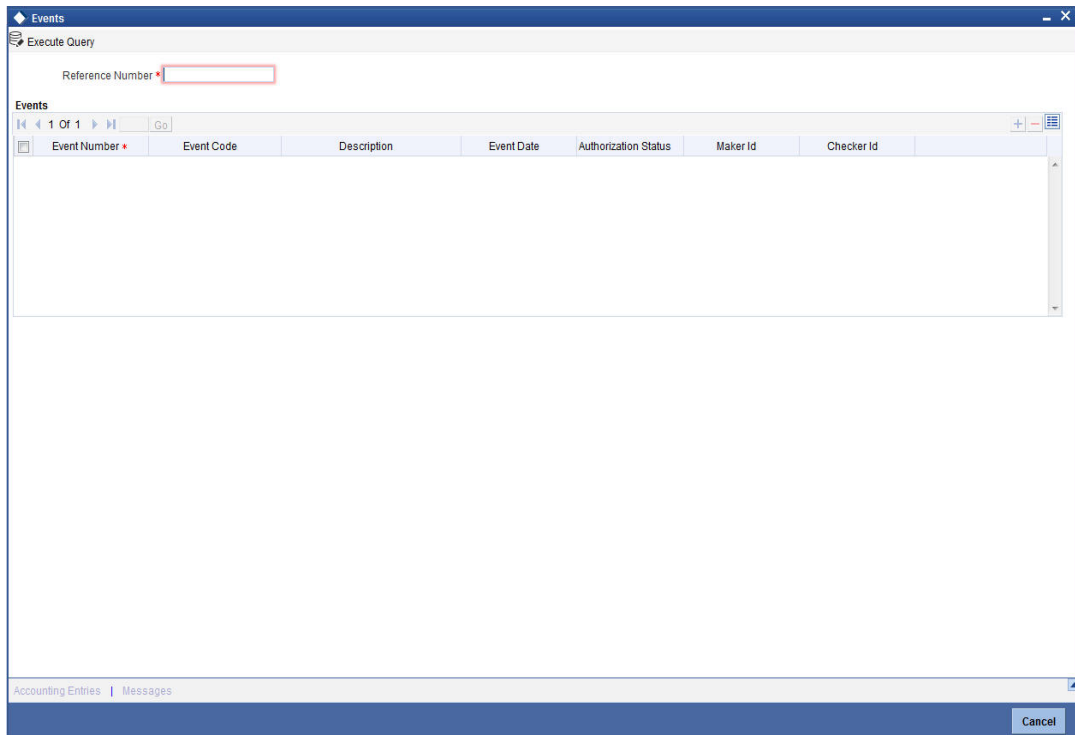 Events
Execute Query
Reference Number *
Events
1 Of 1 Go
Event Number * Event Code Description Event Date Authorization Status Maker Id Checker Id
Accounting Entries | Messages
Cancel